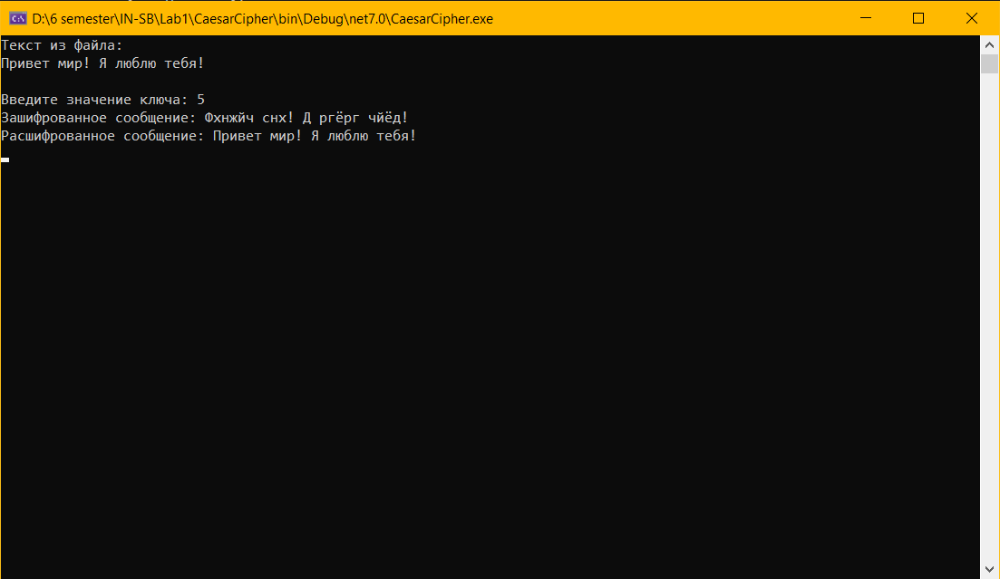 D:\6 semester\IN-SB\Lab1\CaesarCipher\bin\Debug\net7.0\CaesarCipher.exe
Текст из файла:
Привет мир! Я люблю тебя!
Введите значение ключа: 5
Зашифрованное сообщение: Фхнжйч снх! Д ргёрг чйёд!
Расшифрованное сообщение: Привет мир! Я люблю тебя!